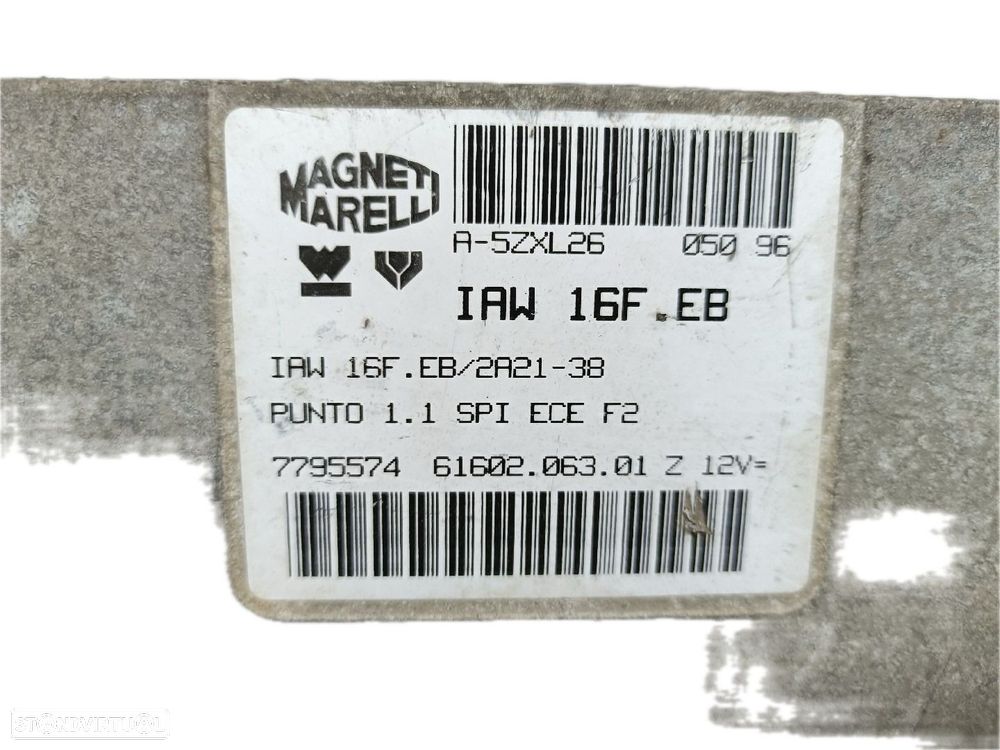 MAGNETI
MARELLI
A-5ZXL26 050 96
IAW 16F.EB
IAW 16F.EB/2A21-38
PUNTO 1.1 SPI ECE F2
7795574 61602.063.01 Z 12V=
STANDVIRTUAL